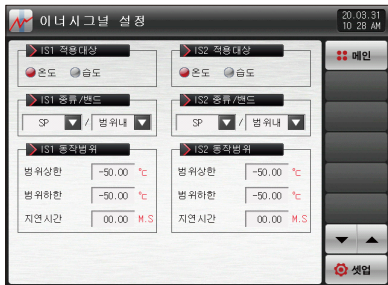 이너시그널 설정
20.03.31
10 28 AM
IS1 적용대상
온도 습도
IS1 종류/밴드
SP / 범위내
IS1 동작범위
범위상한 -50.00 ℃
범위하한 -50.00 ℃
지연시간 00.00 M.S
IS2 적용대상
온도 습도
IS2 종류/밴드
SP / 범위내
IS2 동작범위
범위상한 -50.00 ℃
범위하한 -50.00 ℃
지연시간 00.00 M.S
메인
셋업